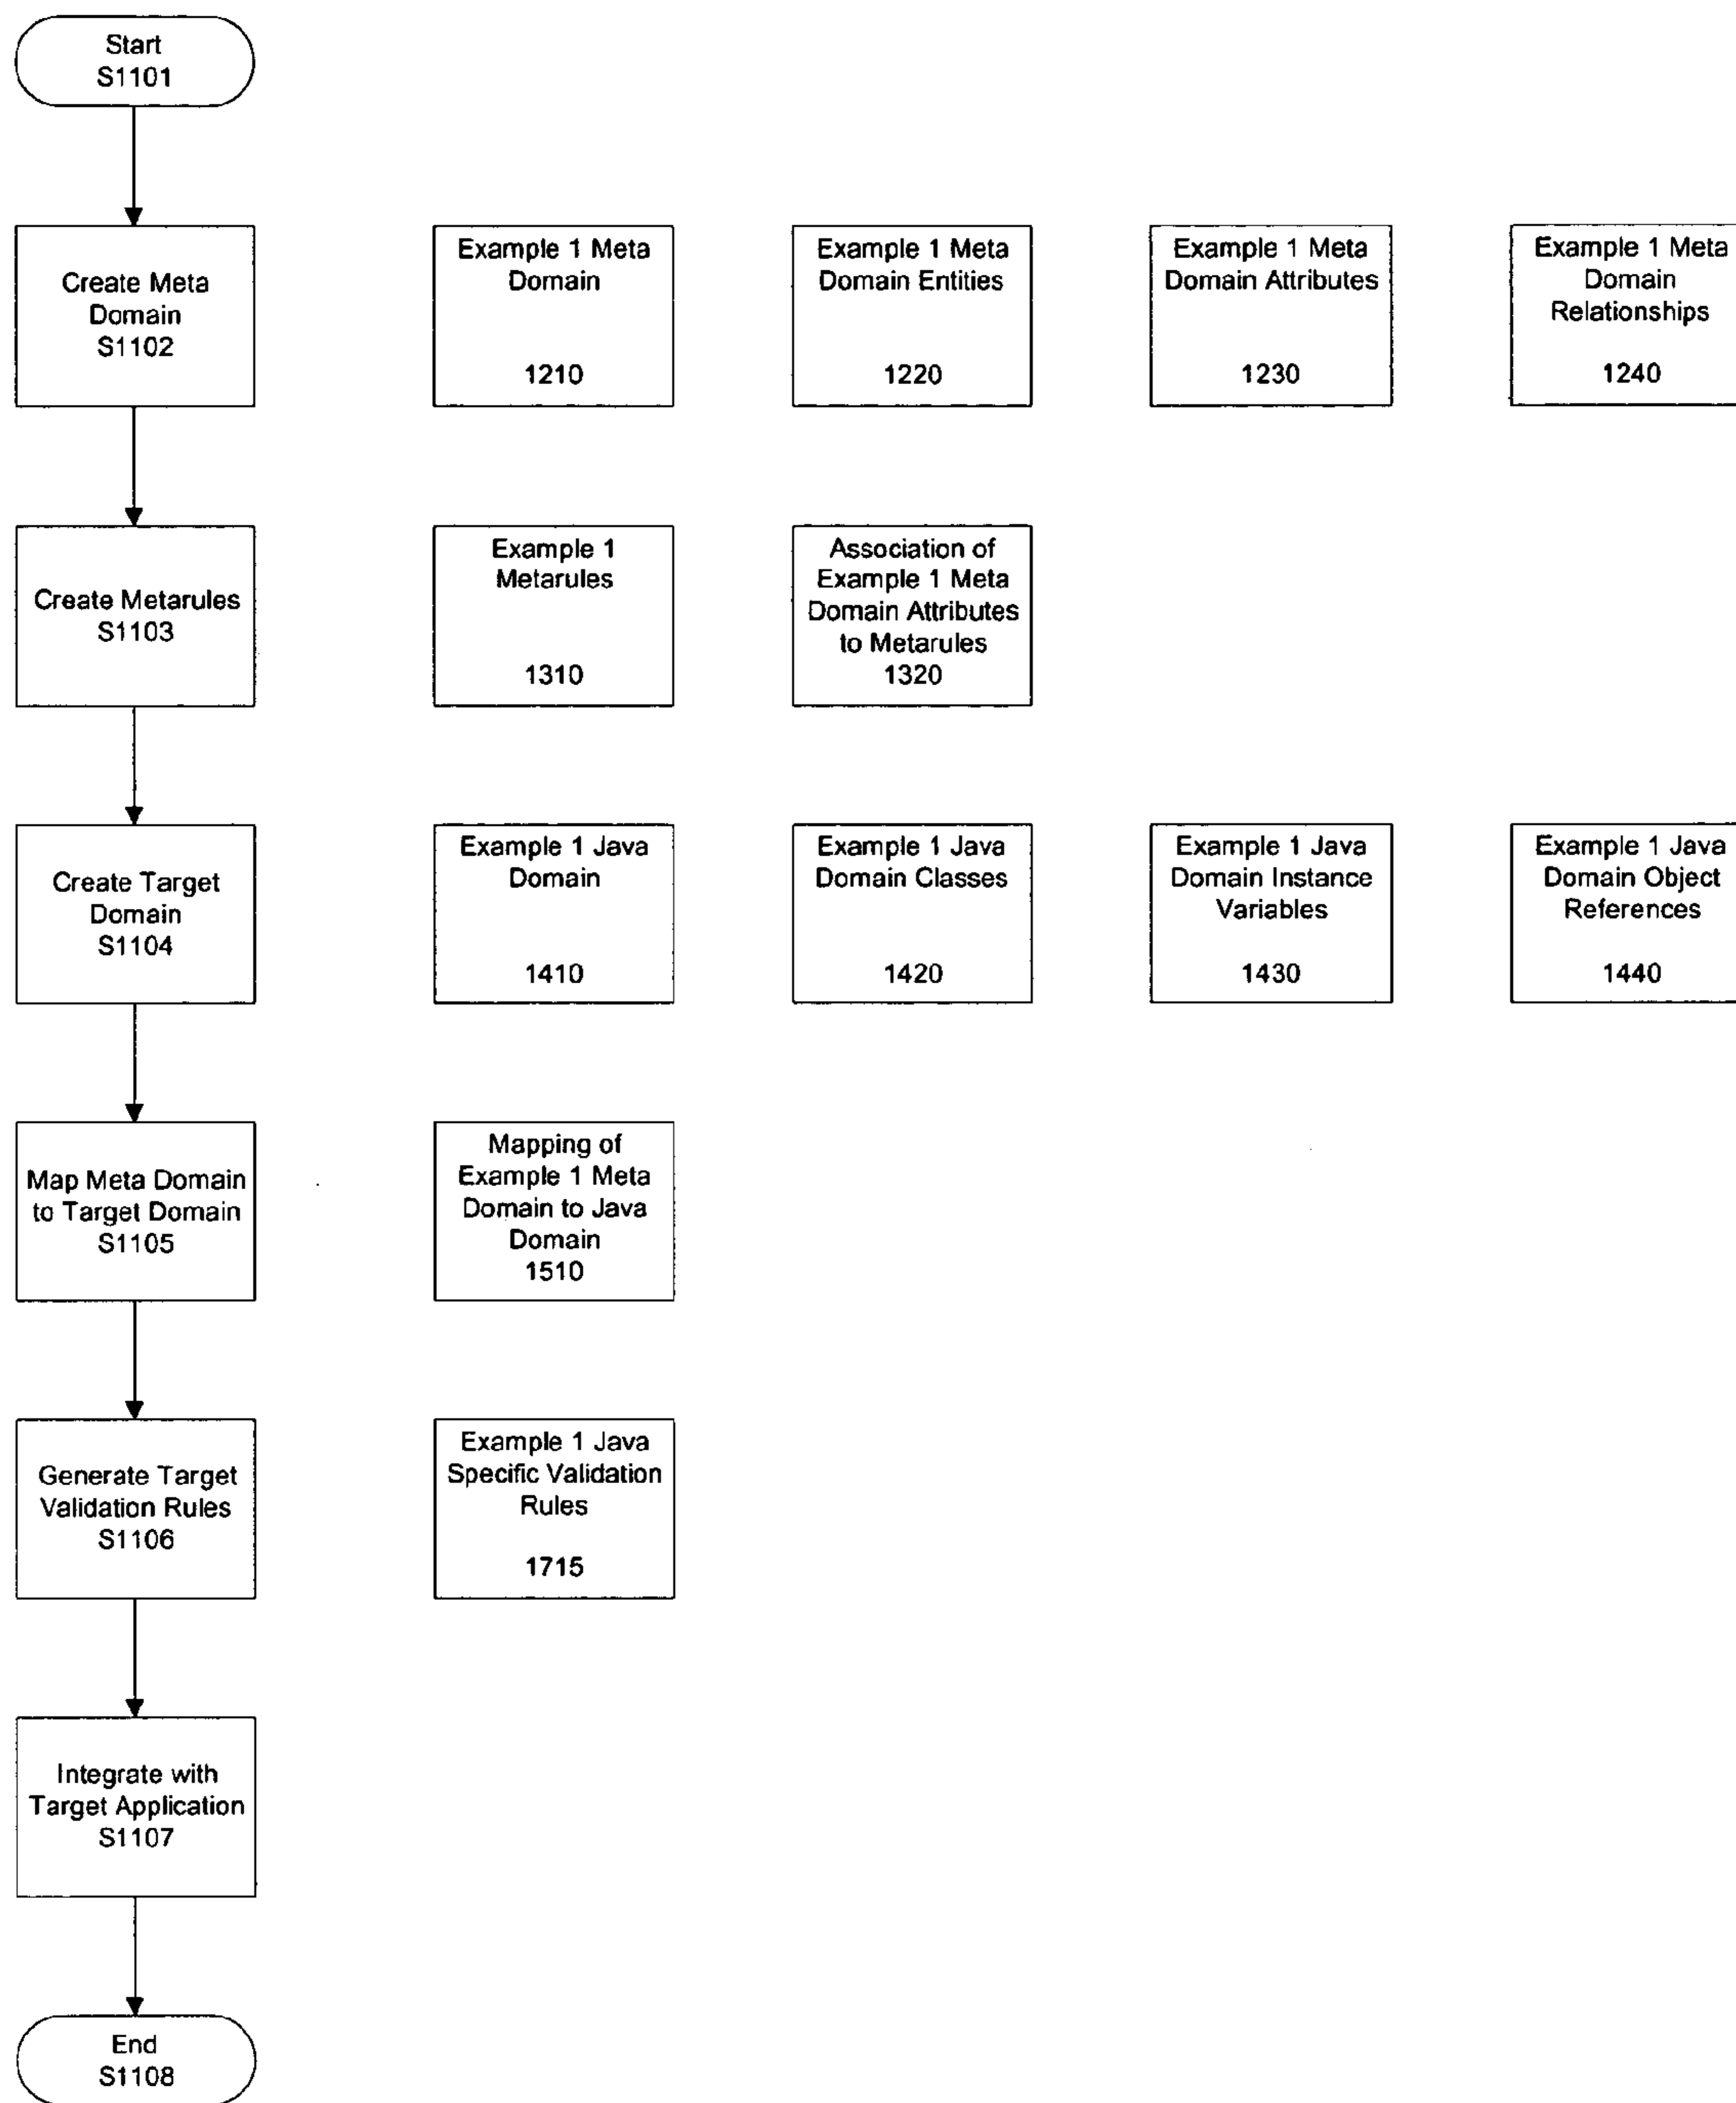 Start
S1101
Create Meta
Domain
S1102
Example 1 Meta
Domain
1210
Example 1 Meta
Domain Entities
1220
Example 1 Meta
Domain Attributes
1230
Example 1 Meta
Domain
Relationships
1240
Create Metarules
S1103
Example 1
Metarules
1310
Association of
Example 1 Meta
Domain Attributes
to Metarules
1320
Create Target
Domain
S1104
Example 1 Java
Domain
1410
Example 1 Java
Domain Classes
1420
Example 1 Java
Domain Instance
Variables
1430
Example 1 Java
Domain Object
References
1440
Map Meta Domain
to Target Domain
S1105
Mapping of
Example 1 Meta
Domain to Java
Domain
1510
Generate Target
Validation Rules
S1106
Example 1 Java
Specific Validation
Rules
1715
Integrate with
Target Application
S1107
End
S1108